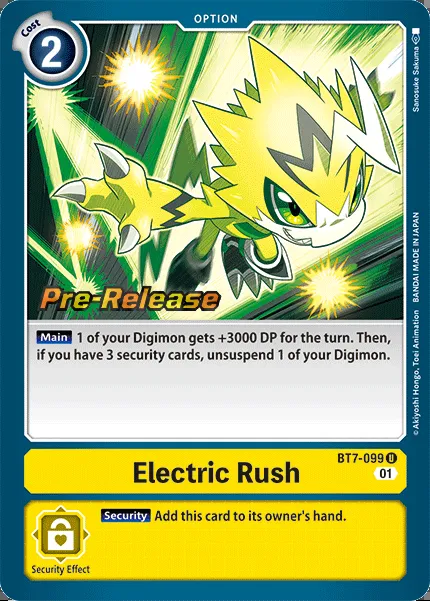 OPTION
Cost
2
Sanosuke Sakuma
©Akiyoshi Hongo, Toei Animation BANDAI MADE IN JAPAN
Pre-Release
Main 1 of your Digimon gets +3000 DP for the turn. Then,
if you have 3 security cards, unsuspend 1 of your Digimon.
BT7-099 U
Electric Rush
01
Security Add this card to its owner's hand.
Security Effect